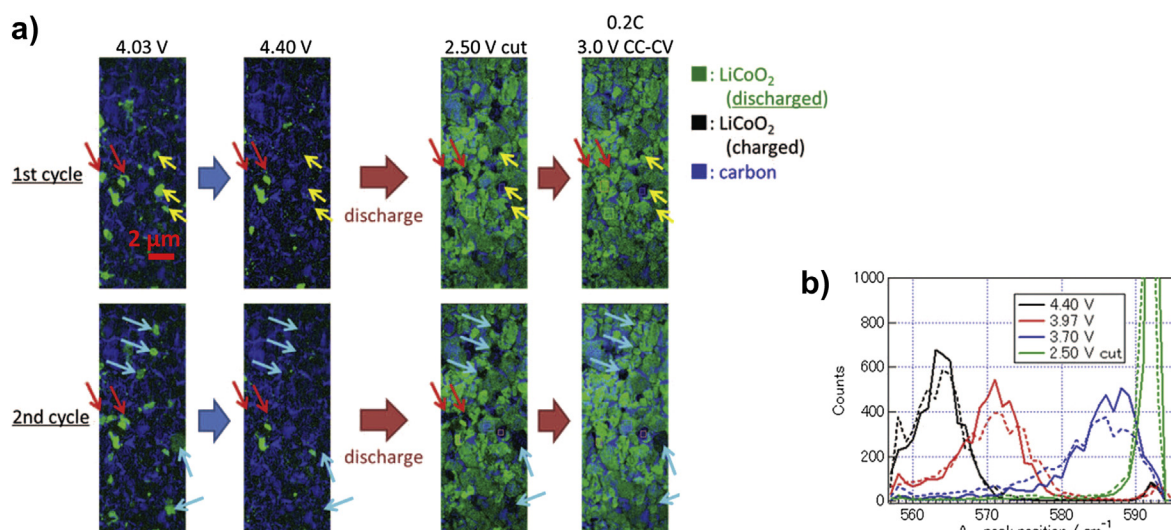 a)
4.03 V
4.40 V
2.50 V cut
0.2C
3.0 V CC-CV
: LiCoO₂
(discharged)
: LiCoO₂
(charged)
: carbon
1st cycle
discharge
2 µm
2nd cycle
discharge
b)
1000
800
600
400
200
0
Counts
4.40 V
3.97 V
3.70 V
2.50 V cut
560
570
580
590